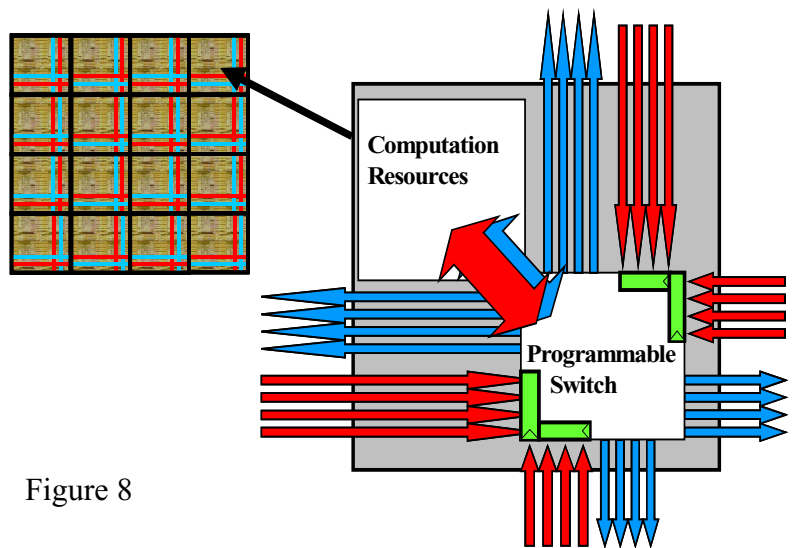 Computation
Resources
Programmable
Switch
Figure 8